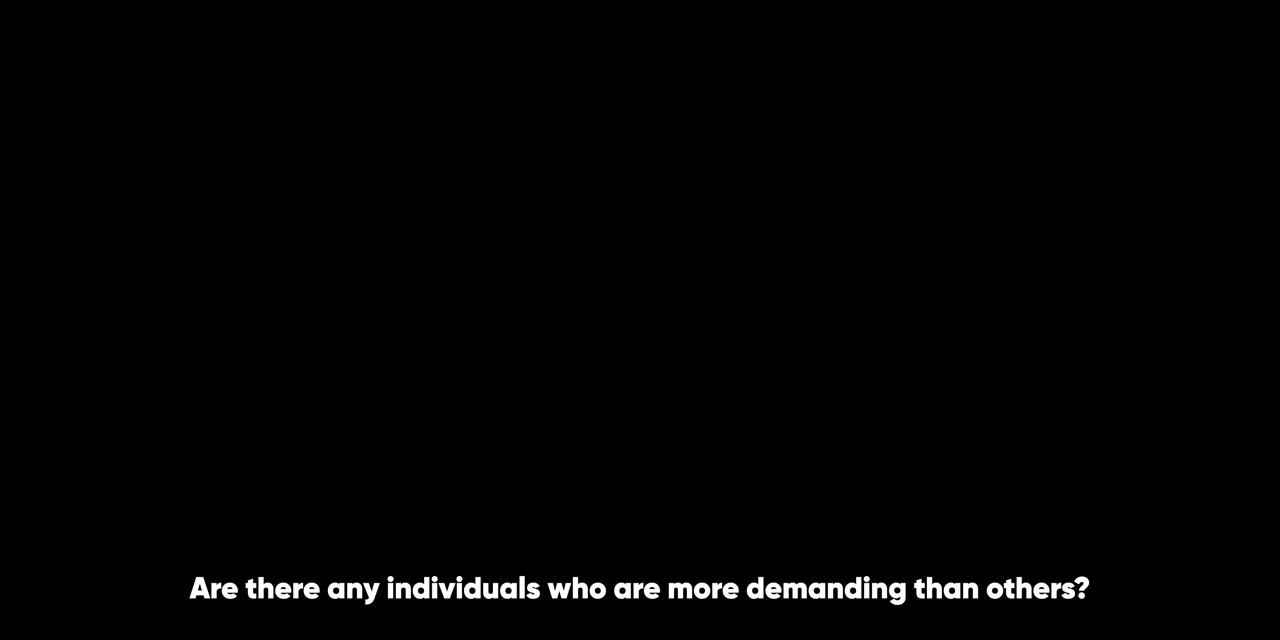 Are there any individuals who are more demanding than others?